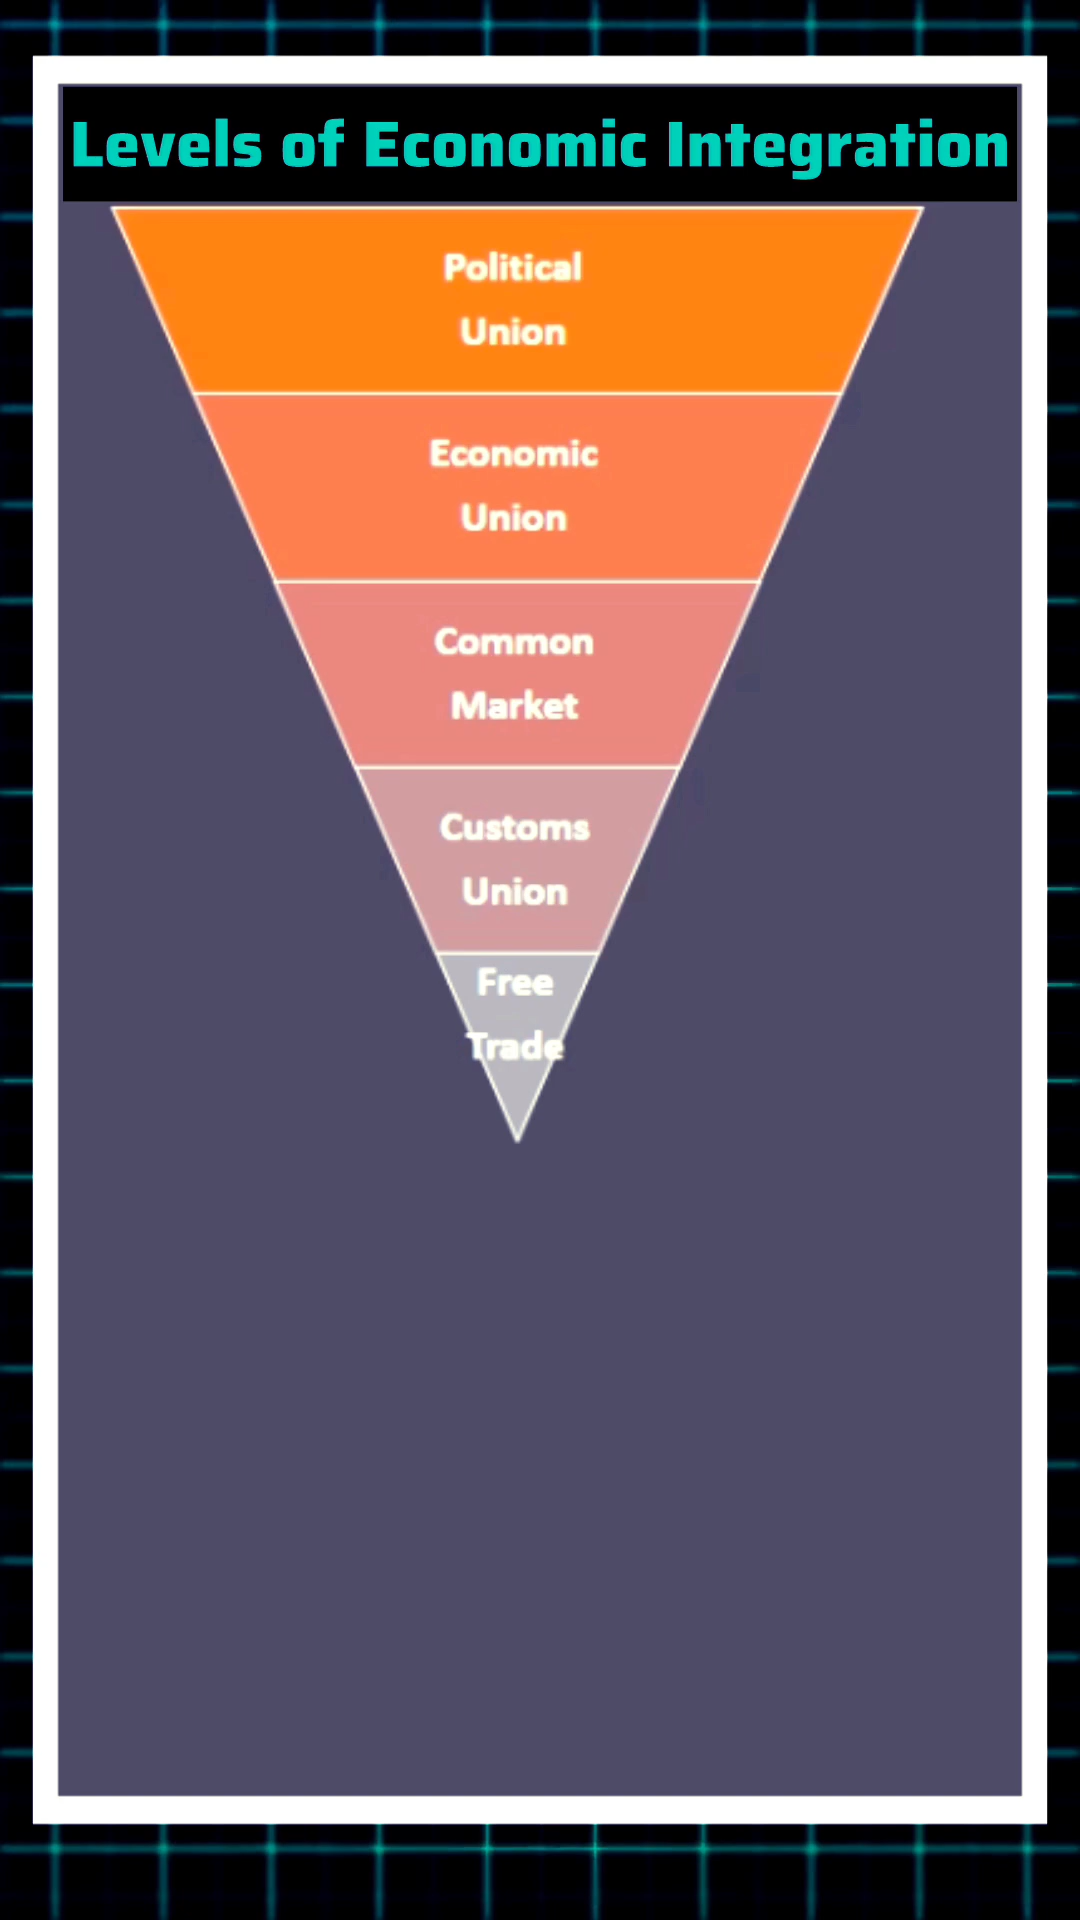 Levels of Economic Integration
Political
Union
Economic
Union
Common
Market
Customs
Union
Free
Trade